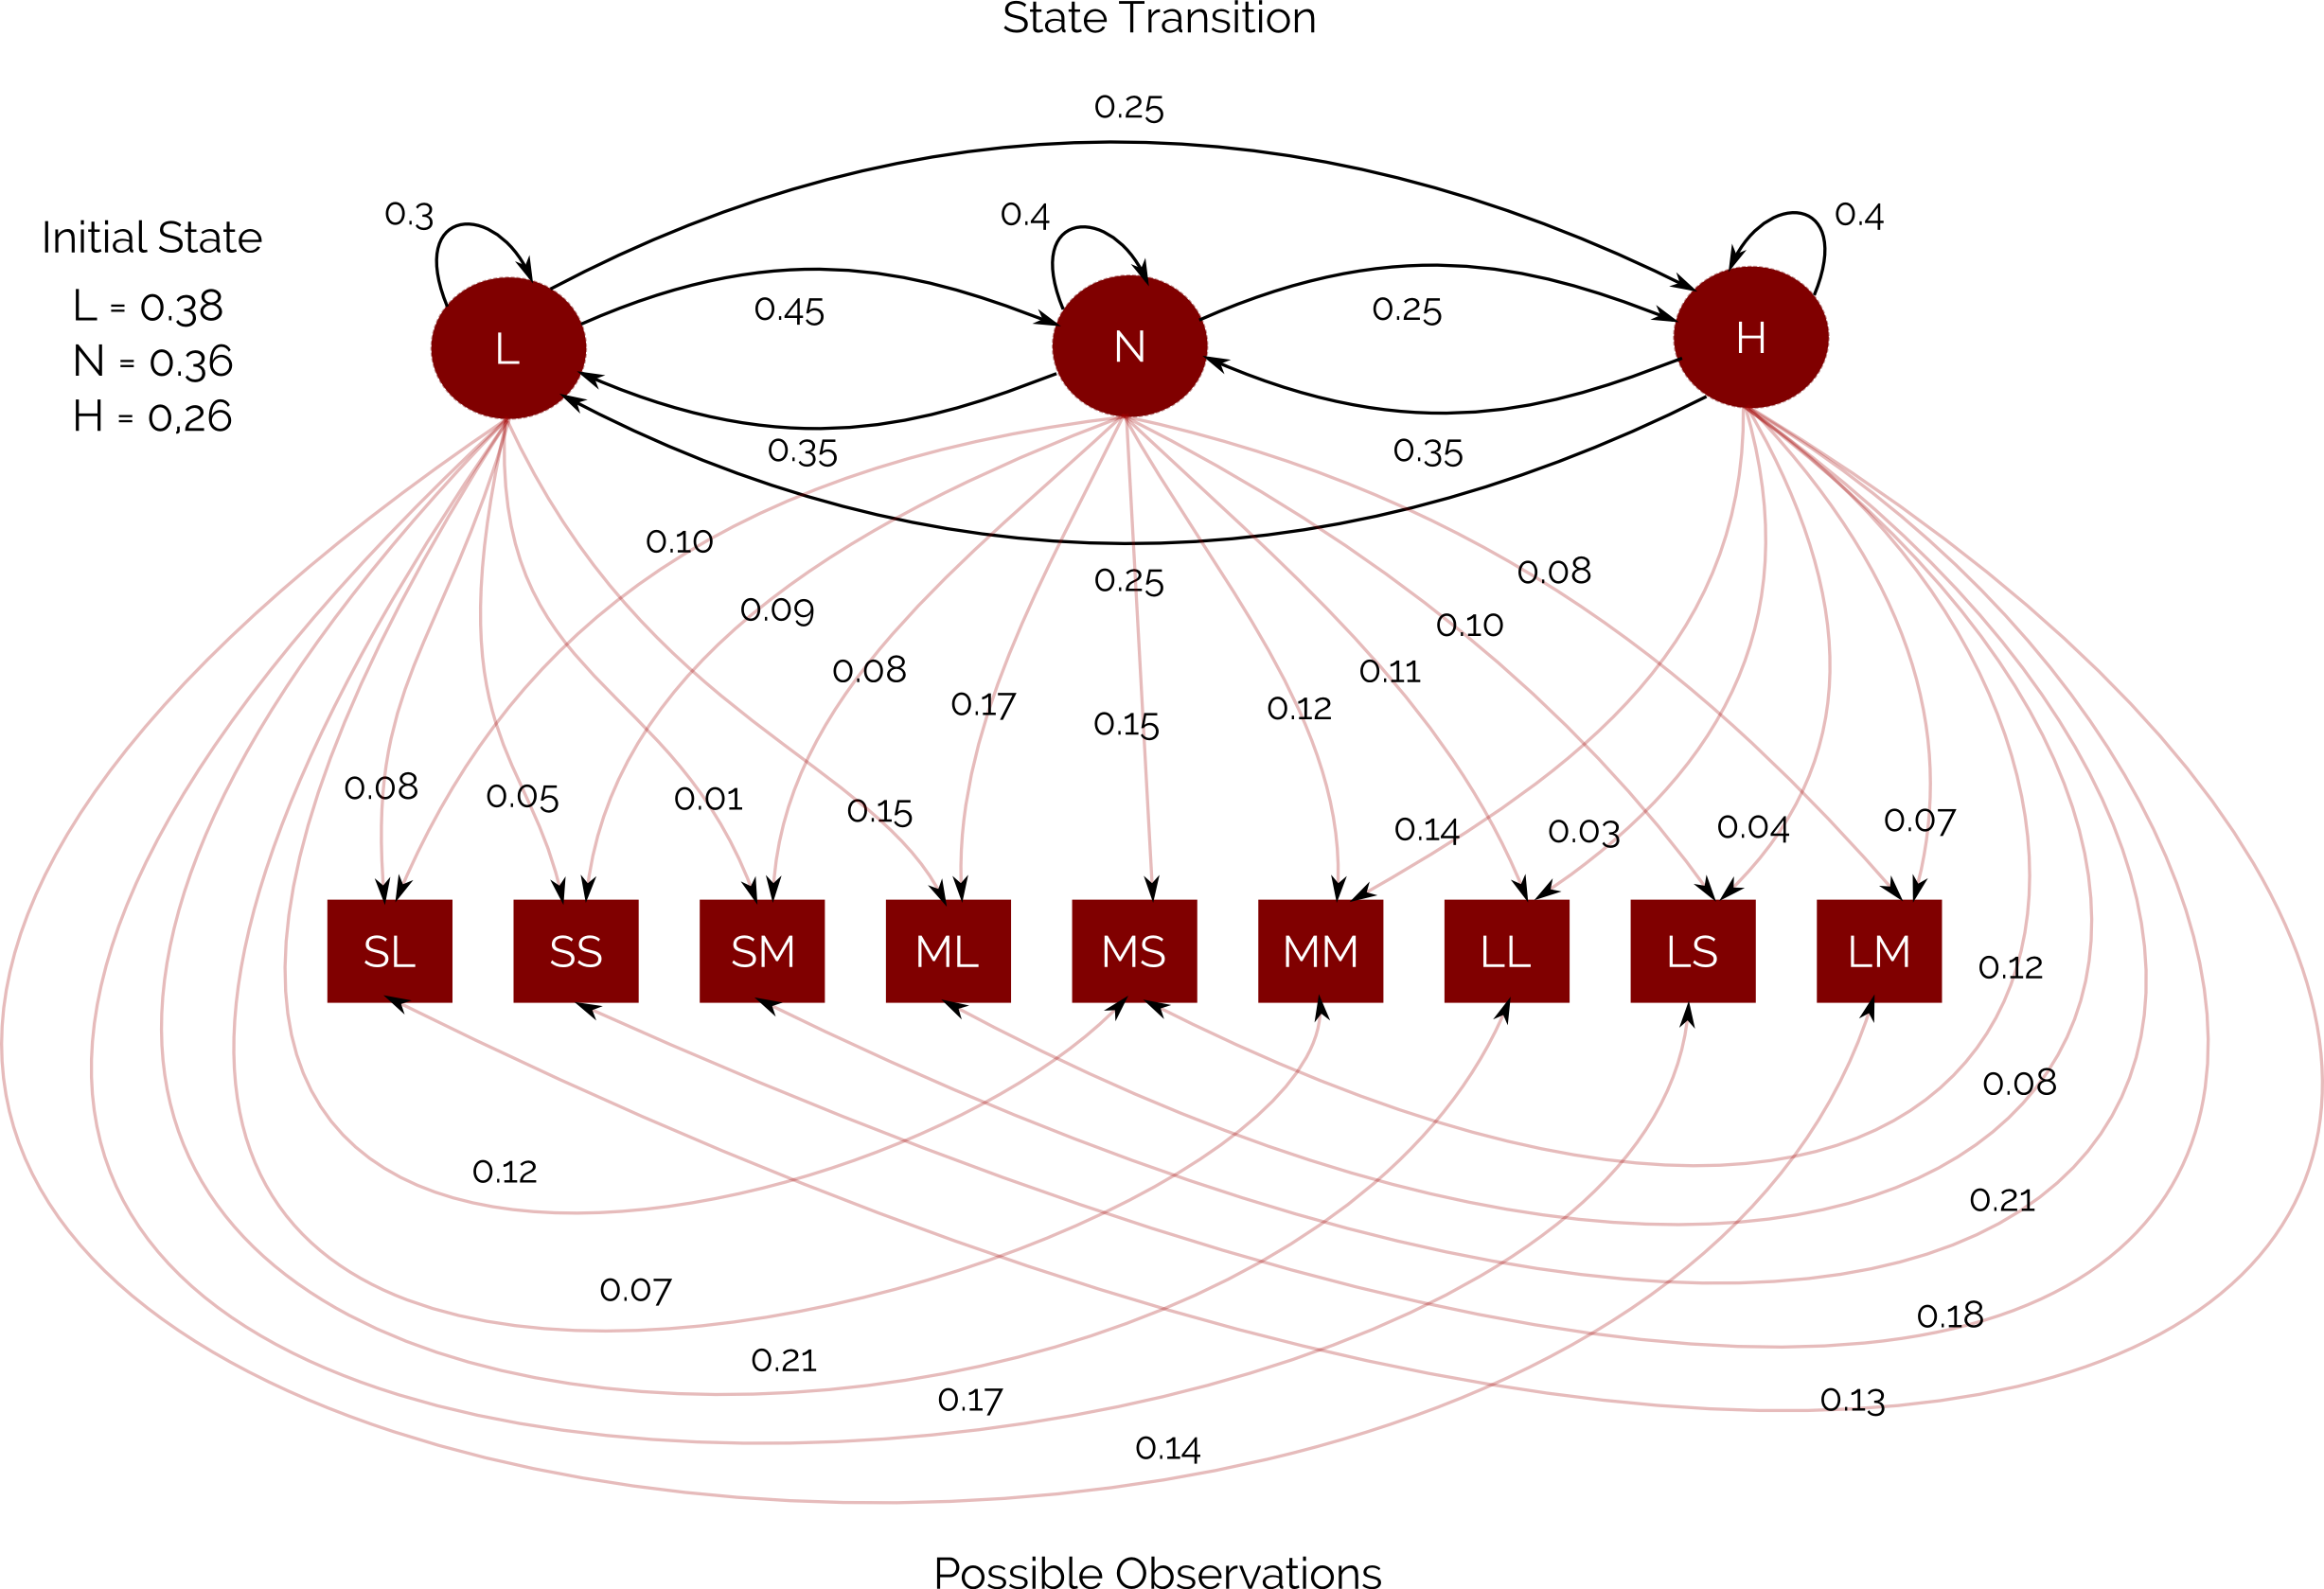 State Transition
0.25
0.3
0.4
0.4
Initial State
L = 0.38
N = 0.36
H = 0,26
0.45
0.25
L
N
H
0.35
0.35
0.10
0.25
0.08
0.09
0.10
0.08
0.11
0.17
0.12
0.15
0.08
0.05
0.01
0.15
0.14
0.03
0.04
0.07
SL
SS
SM
ML
MS
MM
LL
LS
LM
0.12
0.08
0.12
0.21
0.07
0.18
0.21
0.17
0.13
0.14
Possible Observations